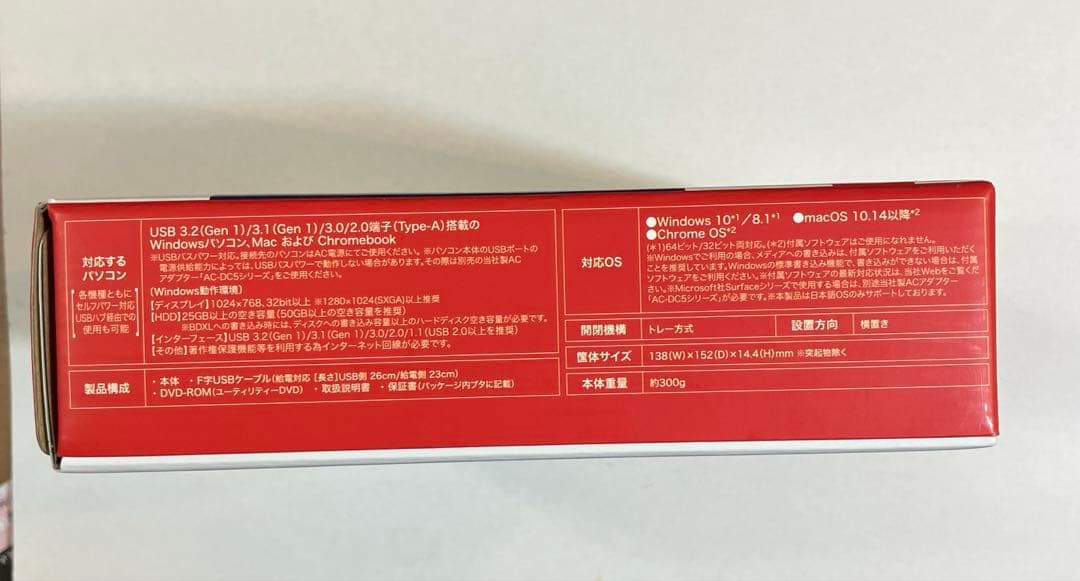 対応する
パソコン
各機種ともに
セルフパワー対応
USBハブ経由での
使用も可能
USB 3.2(Gen 1)/3.1(Gen 1)/3.0/2.0端子(Type-A)搭載の
Windowsパソコン、Mac および Chromebook
※USBバスパワー対応。接続先のパソコンはAC電源にてご使用ください。※パソコン本体のUSBポートの
電源供給能力によっては、USBバスパワーで動作しない場合があります。その際は別売の当社製AC
アダプター「AC-DC5シリーズ」をご使用ください。
〈Windows動作環境〉
【ディスプレイ】1024×768、32bit以上 ※1280×1024(SXGA)以上推奨
【HDD】25GB以上の空き容量(50GB以上の空き容量を推奨)
※BDXLへの書き込み時には、ディスクへの書き込み容量以上のハードディスク空き容量が必要です。
【インターフェース】USB 3.2(Gen 1)/3.1(Gen 1)/3.0/2.0/1.1(USB 2.0以上を推奨)
【その他】著作権保護機能等を利用する為インターネット回線が必要です。
製品構成
・本体 ・F字USBケーブル(給電対応 [長さ]USB側 26cm/給電側 23cm)
・DVD-ROM(ユーティリティーDVD) ・取扱説明書 ・保証書(パッケージ内ブタに記載)
対応OS
●Windows 10*1/8.1*1 ●macOS 10.14以降*2
●Chrome OS*2
(*1)64ビット/32ビット両対応。(*2)付属ソフトウェアはご使用になれません。
※Windowsでご利用の場合、メディアへの書き込みは、付属ソフトウェアをご利用いただく
ことを推奨しています。Windowsの標準書き込み機能で、書き込みができない場合は、付属
ソフトウェアをご利用ください。※付属ソフトウェアの最新対応状況は、当社Webをご覧くだ
さい。※Microsoft社Surfaceシリーズで使用する場合は、別途当社製ACアダプター
「AC-DC5シリーズ」が必要です。※本製品は日本語OSのみサポートしております。
開閉機構 トレー方式 設置方向 横置き
筐体サイズ 138(W)×152(D)×14.4(H)mm ※突起物除く
本体重量 約300g